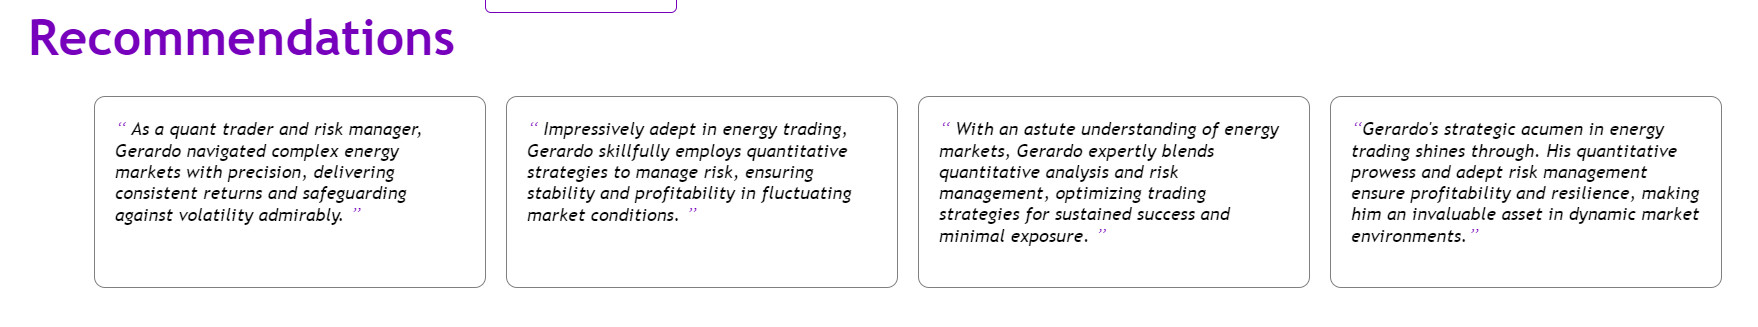 Recommendations
“ As a quant trader and risk manager,
Gerardo navigated complex energy
markets with precision, delivering
consistent returns and safeguarding
against volatility admirably. ”
“ Impressively adept in energy trading,
Gerardo skillfully employs quantitative
strategies to manage risk, ensuring
stability and profitability in fluctuating
market conditions. ”
“ With an astute understanding of energy
markets, Gerardo expertly blends
quantitative analysis and risk
management, optimizing trading
strategies for sustained success and
minimal exposure. ”
“Gerardo's strategic acumen in energy
trading shines through. His quantitative
prowess and adept risk management
ensure profitability and resilience, making
him an invaluable asset in dynamic market
environments.”